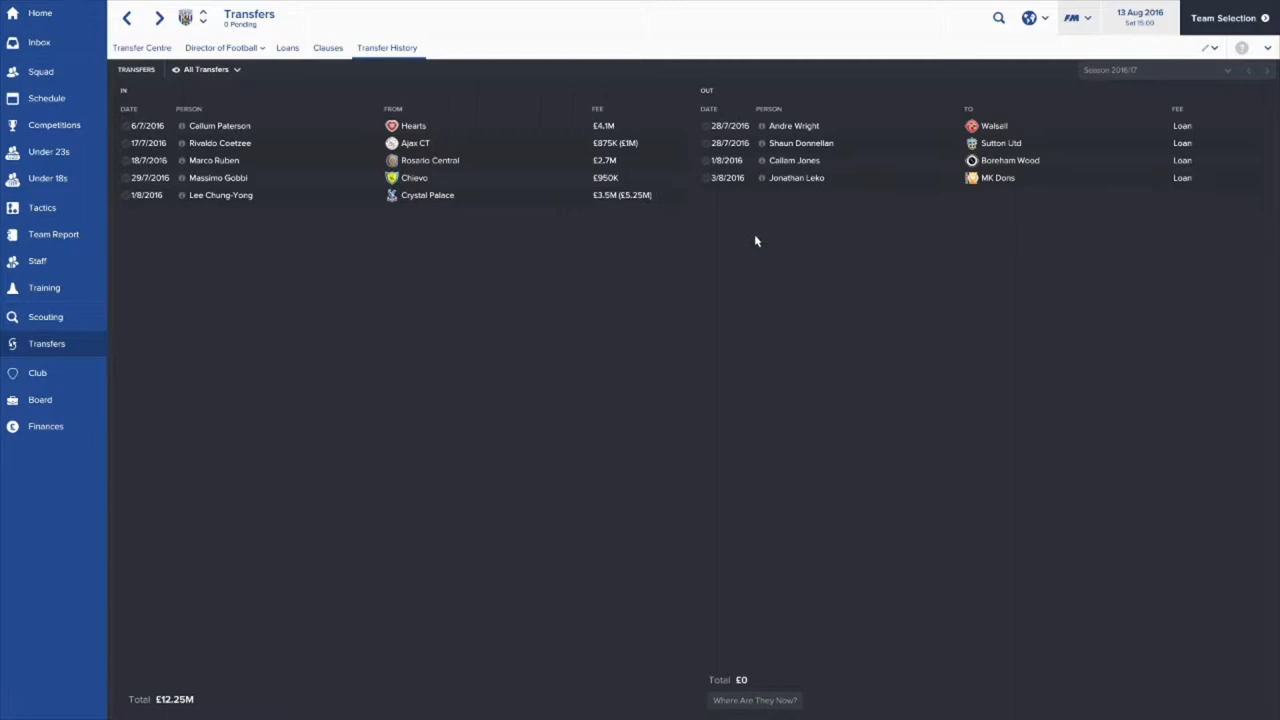 Home
Inbox
Squad
Schedule
Competitions
Under 23s
Under 18s
Tactics
Team Report
Staff
Training
Scouting
Transfers
Club
Board
Finances
Transfers
0 Pending
FM
13 Aug 2016
Sat 15:00
Team Selection
Transfer Centre Director of Football Loans Clauses Transfer History
TRANSFERS All Transfers Season 2016/17
IN
DATE PERSON FROM FEE
6/7/2016 Callum Paterson Hearts £4.1M
17/7/2016 Rivaldo Coetzee Ajax CT £875K (£1M)
18/7/2016 Marco Ruben Rosario Central £2.7M
29/7/2016 Massimo Gobbi Chievo £950K
1/8/2016 Lee Chung-Yong Crystal Palace £3.5M (£5.25M)
Total £12.25M
OUT
DATE PERSON TO FEE
28/7/2016 Andre Wright Walsall Loan
28/7/2016 Shaun Donnellan Sutton Utd Loan
1/8/2016 Callam Jones Boreham Wood Loan
3/8/2016 Jonathan Leko MK Dons Loan
Total £0
Where Are They Now?